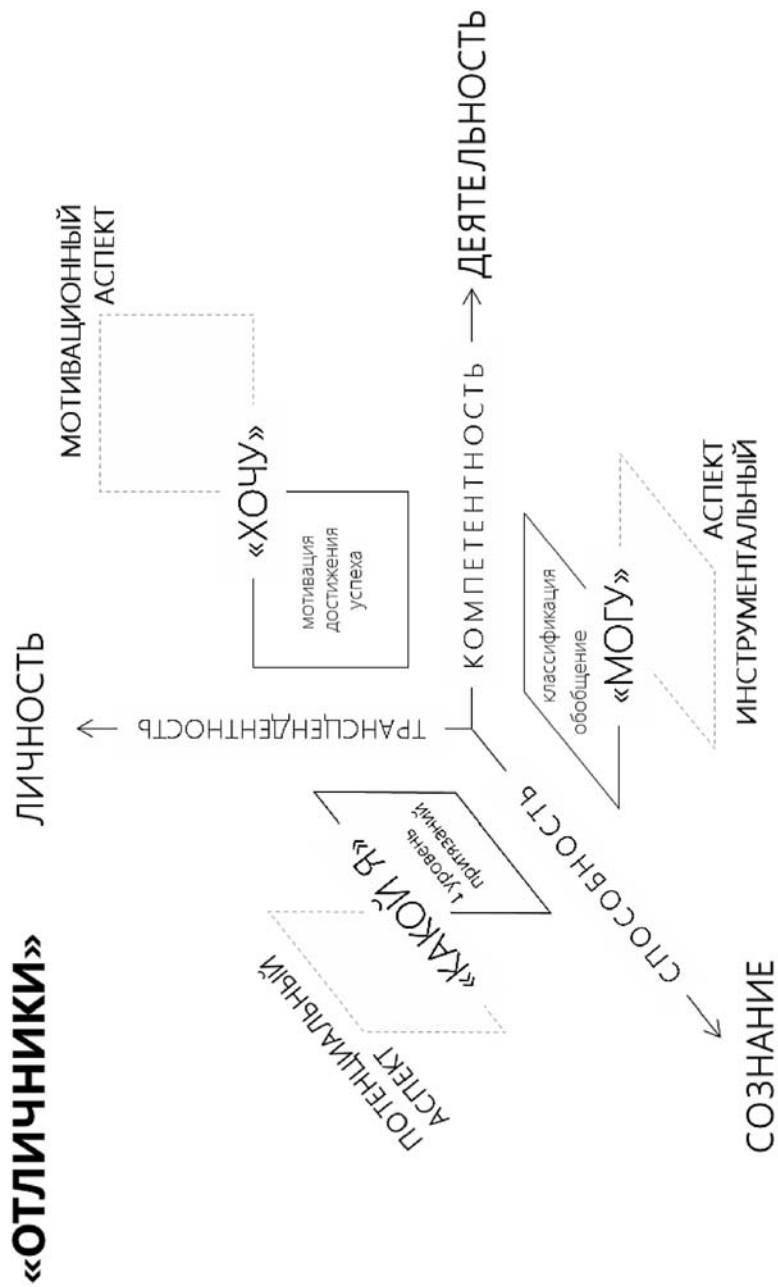 «ОТЛИЧНИКИ»
ЛИЧНОСТЬ
МОТИВАЦИОННЫЙ
АСПЕКТ
«ХОЧУ»
мотивация
достижения
успеха
ТРАНСЦЕНДЕНТНОСТЬ
ПОТЕНЦИАЛЬНЫЙ
АСПЕКТ
«КАКОЙ Я»
↓уровень
притязаний
КОМПЕТЕНТНОСТЬ
ДЕЯТЕЛЬНОСТЬ
СПОСОБНОСТЬ
классификация
обобщение
«МОГУ»
АСПЕКТ
ИНСТРУМЕНТАЛЬНЫЙ
СОЗНАНИЕ